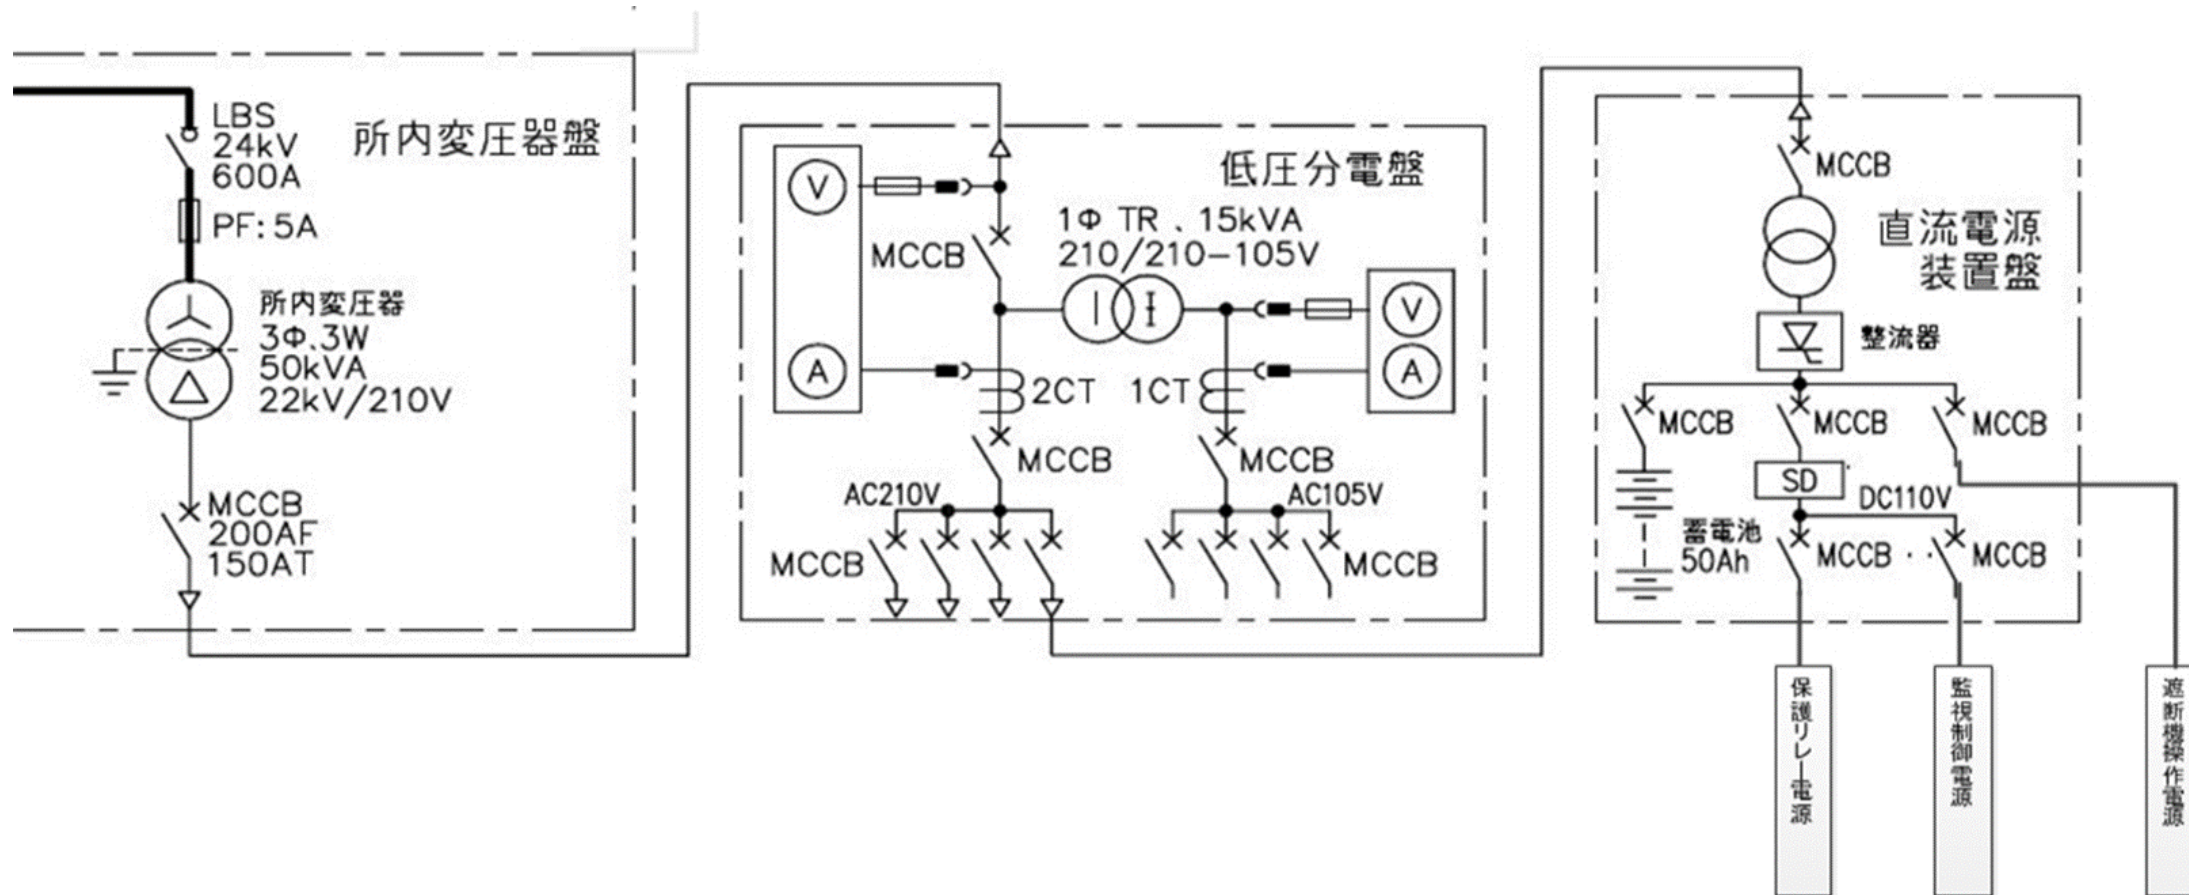 LBS
24kV
600A
PF:5A
所内変圧器盤
所内変圧器
3Φ.3W
50kVA
22kV/210V
MCCB
200AF
150AT
低圧分電盤
V
A
MCCB
1Φ TR、15kVA
210/210-105V
V
A
2CT
1CT
MCCB
MCCB
AC210V
AC105V
MCCB
MCCB
直流電源
装置盤
MCCB
整流器
MCCB
MCCB
MCCB
SD
DC110V
蓄電池
50Ah
MCCB
MCCB
保護リレー電源
監視制御電源
遮断機操作電源